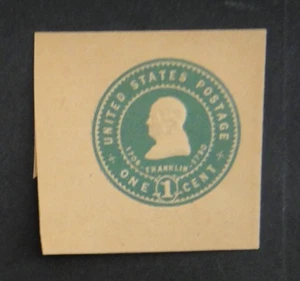 UNITED STATES POSTAGE
1706 · FRANKLIN · 1790
ONE 1 CENT